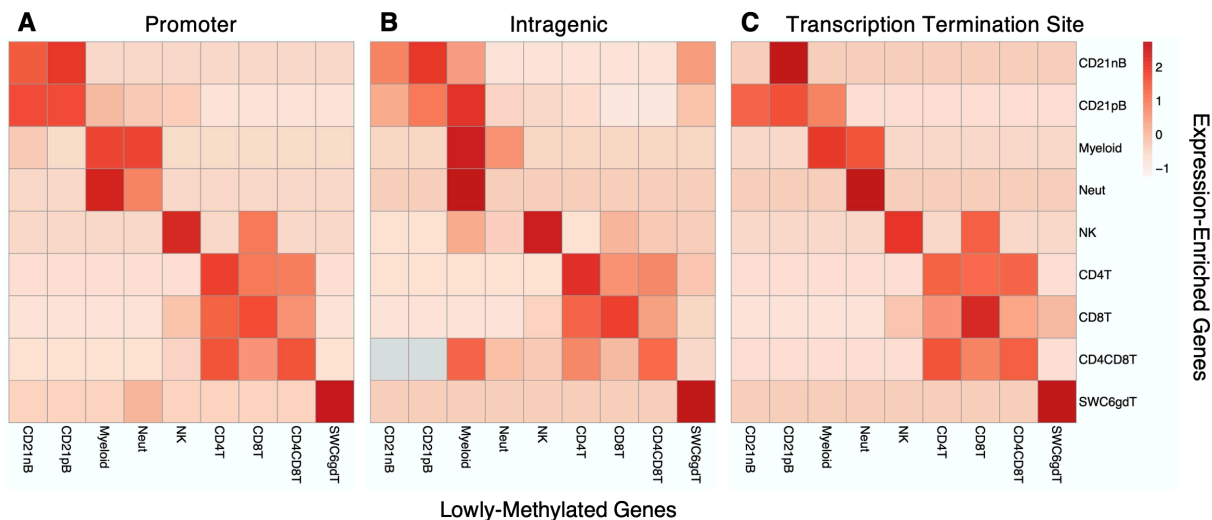 A Promoter
B Intragenic
C Transcription Termination Site
CD21nB
CD21pB
Myeloid
Neut
NK
CD4T
CD8T
CD4CD8T
SWC6gdT
2
1
0
−1
Expression-Enriched Genes
CD21nB CD21pB Myeloid Neut NK CD4T CD8T CD4CD8T SWC6gdT
CD21nB CD21pB Myeloid Neut NK CD4T CD8T CD4CD8T SWC6gdT
CD21nB CD21pB Myeloid Neut NK CD4T CD8T CD4CD8T SWC6gdT
Lowly-Methylated Genes